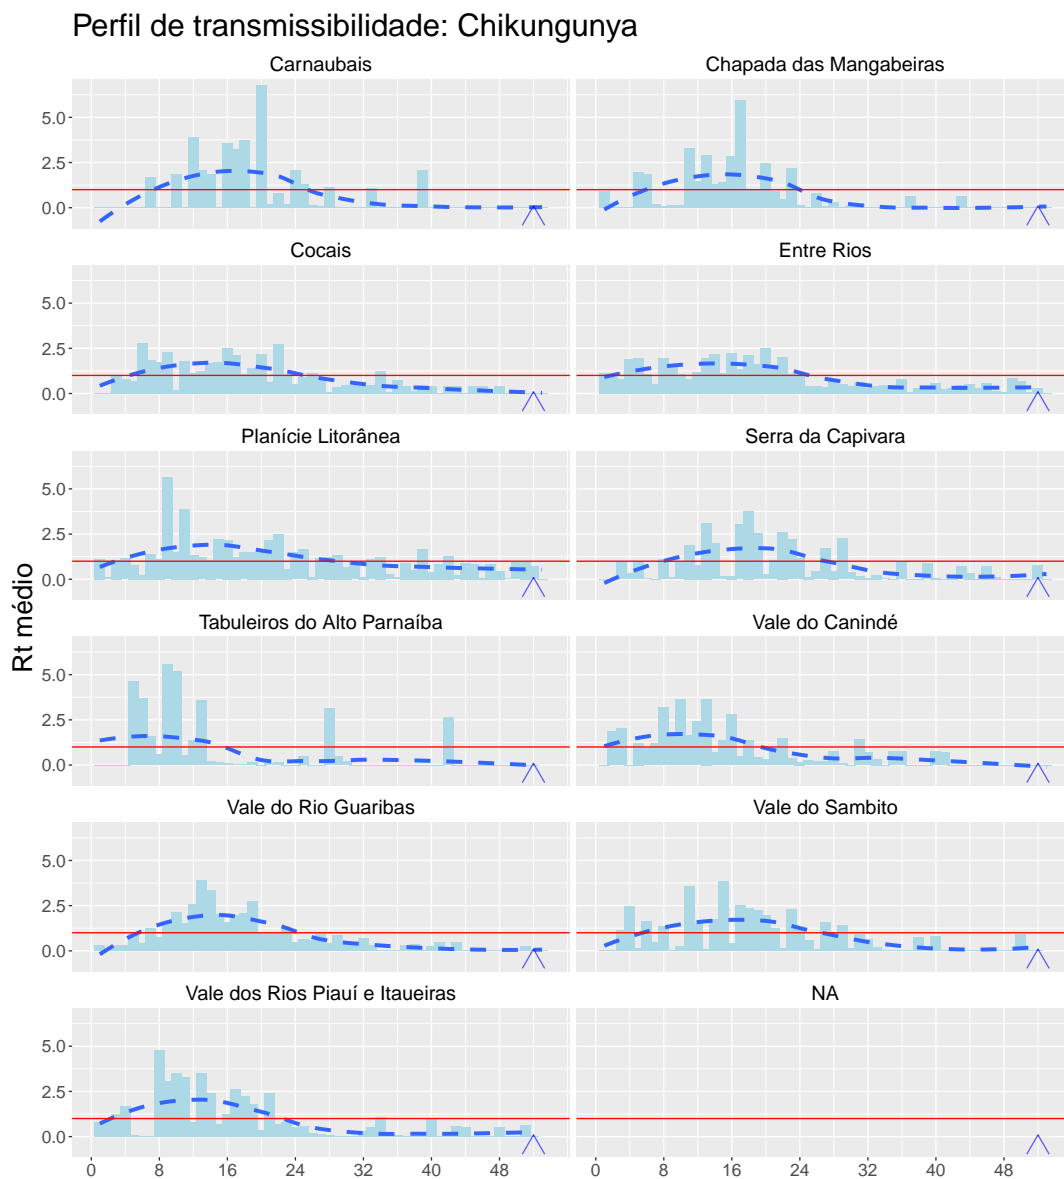 Perfil de transmissibilidade: Chikungunya
Carnaubais
Chapada das Mangabeiras
5.0
2.5
0.0
Cocais
Entre Rios
5.0
2.5
0.0
Planície Litorânea
Serra da Capivara
5.0
2.5
0.0
Rt médio
Tabuleiros do Alto Parnaíba
Vale do Canindé
5.0
2.5
0.0
Vale do Rio Guaribas
Vale do Sambito
5.0
2.5
0.0
Vale dos Rios Piauí e Itaueiras
NA
5.0
2.5
0.0
0 8 16 24 32 40 48
0 8 16 24 32 40 48